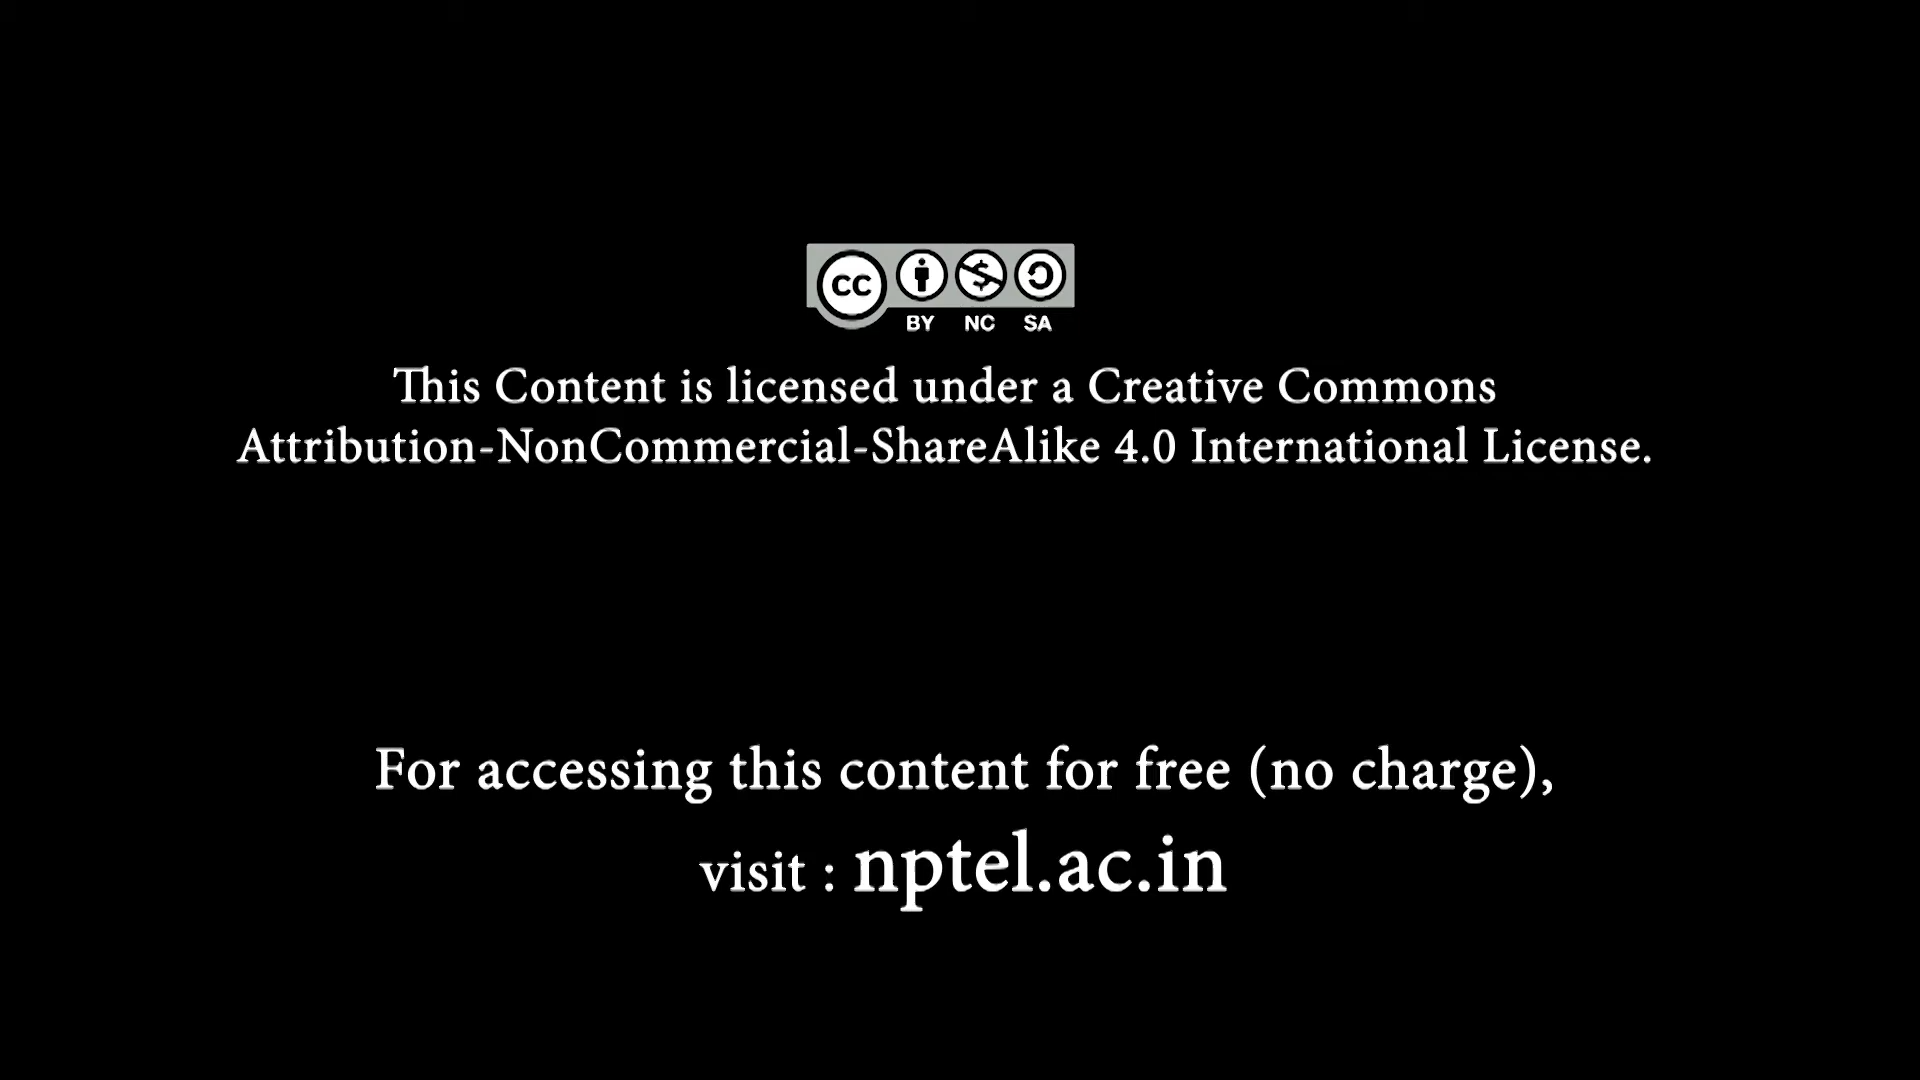 cc
BY NC SA
This Content is licensed under a Creative Commons
Attribution-NonCommercial-ShareAlike 4.0 International License.
For accessing this content for free (no charge),
visit : nptel.ac.in